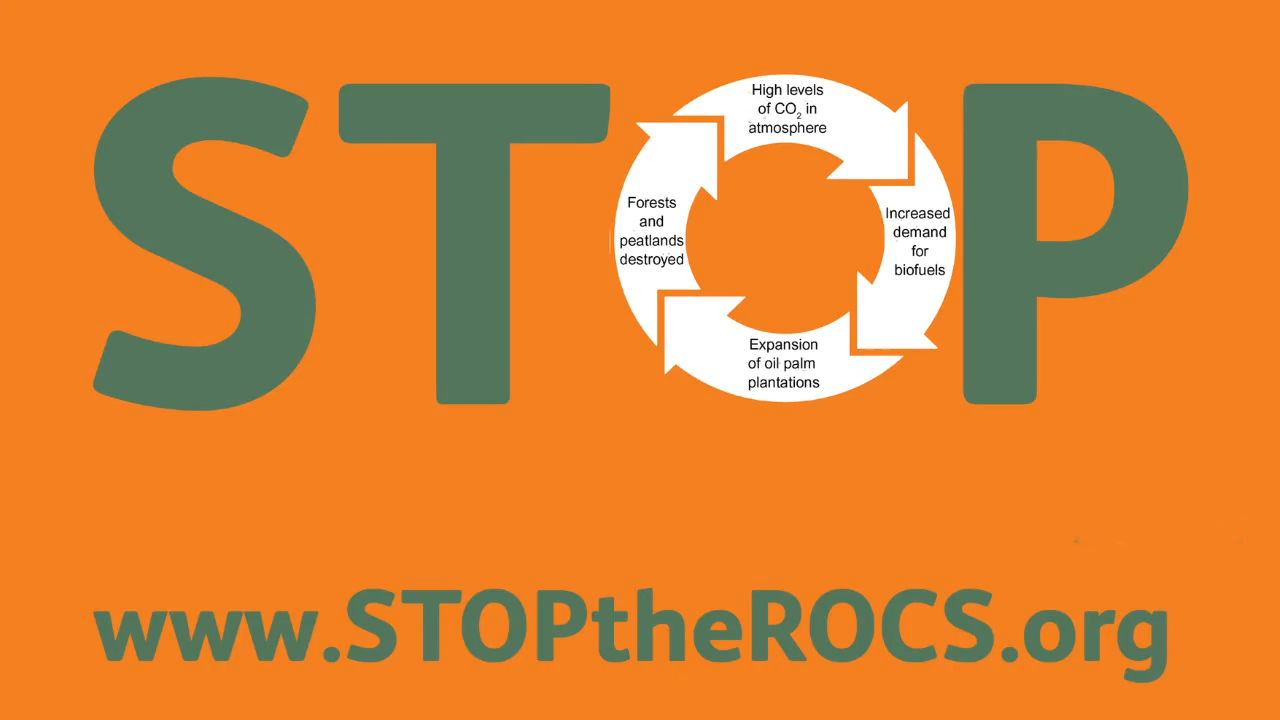 STOP
High levels
of CO₂ in
atmosphere
Increased
demand
for
biofuels
Expansion
of oil palm
plantations
Forests
and
peatlands
destroyed
www.STOPtheROCS.org